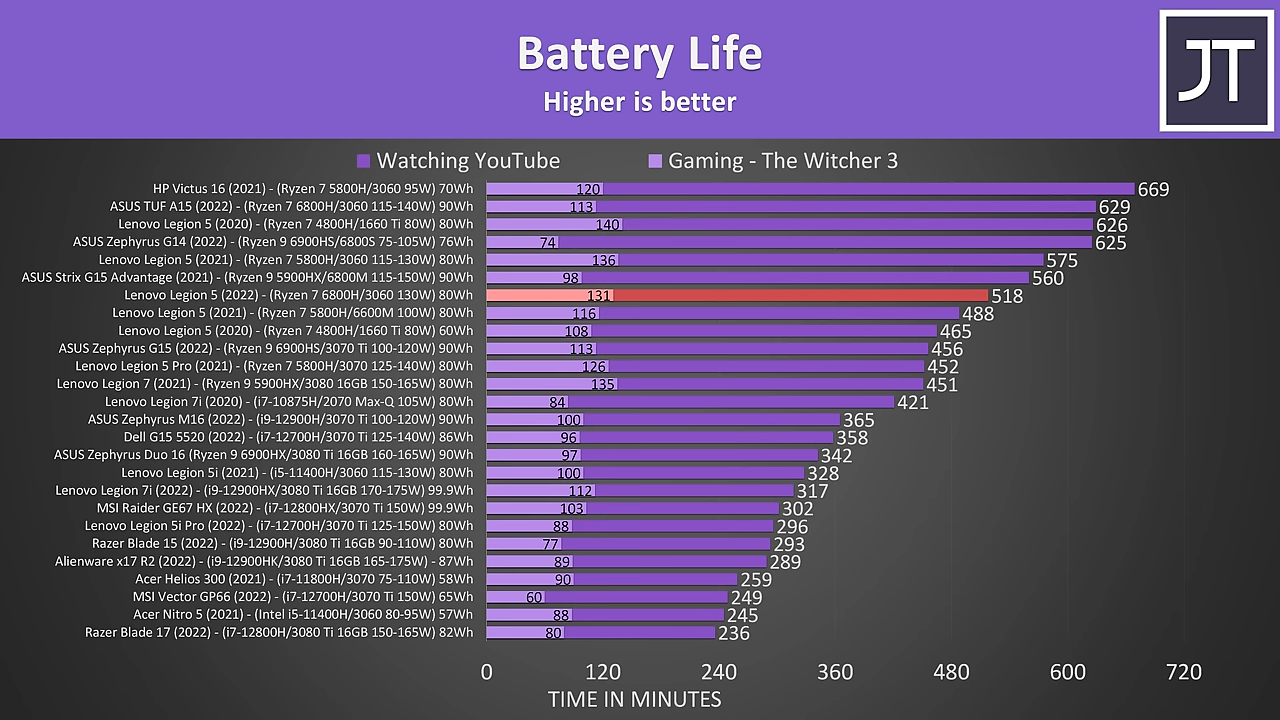 Battery Life
JT
Higher is better
Watching YouTube
Gaming - The Witcher 3
HP Victus 16 (2021) - (Ryzen 7 5800H/3060 95W) 70Wh 120 669
ASUS TUF A15 (2022) - (Ryzen 7 6800H/3060 115-140W) 90Wh 113 629
Lenovo Legion 5 (2020) - (Ryzen 7 4800H/1660 Ti 80W) 80Wh 140 626
ASUS Zephyrus G14 (2022) - (Ryzen 9 6900HS/6800S 75-105W) 76Wh 74 625
Lenovo Legion 5 (2021) - (Ryzen 7 5800H/3060 115-130W) 80Wh 136 575
ASUS Strix G15 Advantage (2021) - (Ryzen 9 5900HX/6800M 115-150W) 90Wh 98 560
Lenovo Legion 5 (2022) - (Ryzen 7 6800H/3060 130W) 80Wh 131 518
Lenovo Legion 5 (2021) - (Ryzen 7 5800H/6600M 100W) 80Wh 116 488
Lenovo Legion 5 (2020) - (Ryzen 7 4800H/1660 Ti 80W) 60Wh 108 465
ASUS Zephyrus G15 (2022) - (Ryzen 9 6900HS/3070 Ti 100-120W) 90Wh 113 456
Lenovo Legion 5 Pro (2021) - (Ryzen 7 5800H/3070 125-140W) 80Wh 126 452
Lenovo Legion 7 (2021) - (Ryzen 9 5900HX/3080 16GB 150-165W) 80Wh 135 451
Lenovo Legion 7i (2020) - (i7-10875H/2070 Max-Q 105W) 80Wh 84 421
ASUS Zephyrus M16 (2022) - (i9-12900H/3070 Ti 100-120W) 90Wh 100 365
Dell G15 5520 (2022) - (i7-12700H/3070 Ti 125-140W) 86Wh 96 358
ASUS Zephyrus Duo 16 (Ryzen 9 6900HX/3080 Ti 16GB 160-165W) 90Wh 97 342
Lenovo Legion 5i (2021) - (i5-11400H/3060 115-130W) 80Wh 100 328
Lenovo Legion 7i (2022) - (i9-12900HX/3080 Ti 16GB 170-175W) 99.9Wh 112 317
MSI Raider GE67 HX (2022) - (i7-12800HX/3070 Ti 150W) 99.9Wh 103 302
Lenovo Legion 5i Pro (2022) - (i7-12700H/3070 Ti 125-150W) 80Wh 88 296
Razer Blade 15 (2022) - (i9-12900H/3080 Ti 16GB 90-110W) 80Wh 77 293
Alienware x17 R2 (2022) - (i9-12900HK/3080 Ti 16GB 165-175W) - 87Wh 89 289
Acer Helios 300 (2021) - (i7-11800H/3070 75-110W) 58Wh 90 259
MSI Vector GP66 (2022) - (i7-12700H/3070 Ti 150W) 65Wh 60 249
Acer Nitro 5 (2021) - (Intel i5-11400H/3060 80-95W) 57Wh 88 245
Razer Blade 17 (2022) - (i7-12800H/3080 Ti 16GB 150-165W) 82Wh 80 236
0 120 240 360 480 600 720
TIME IN MINUTES